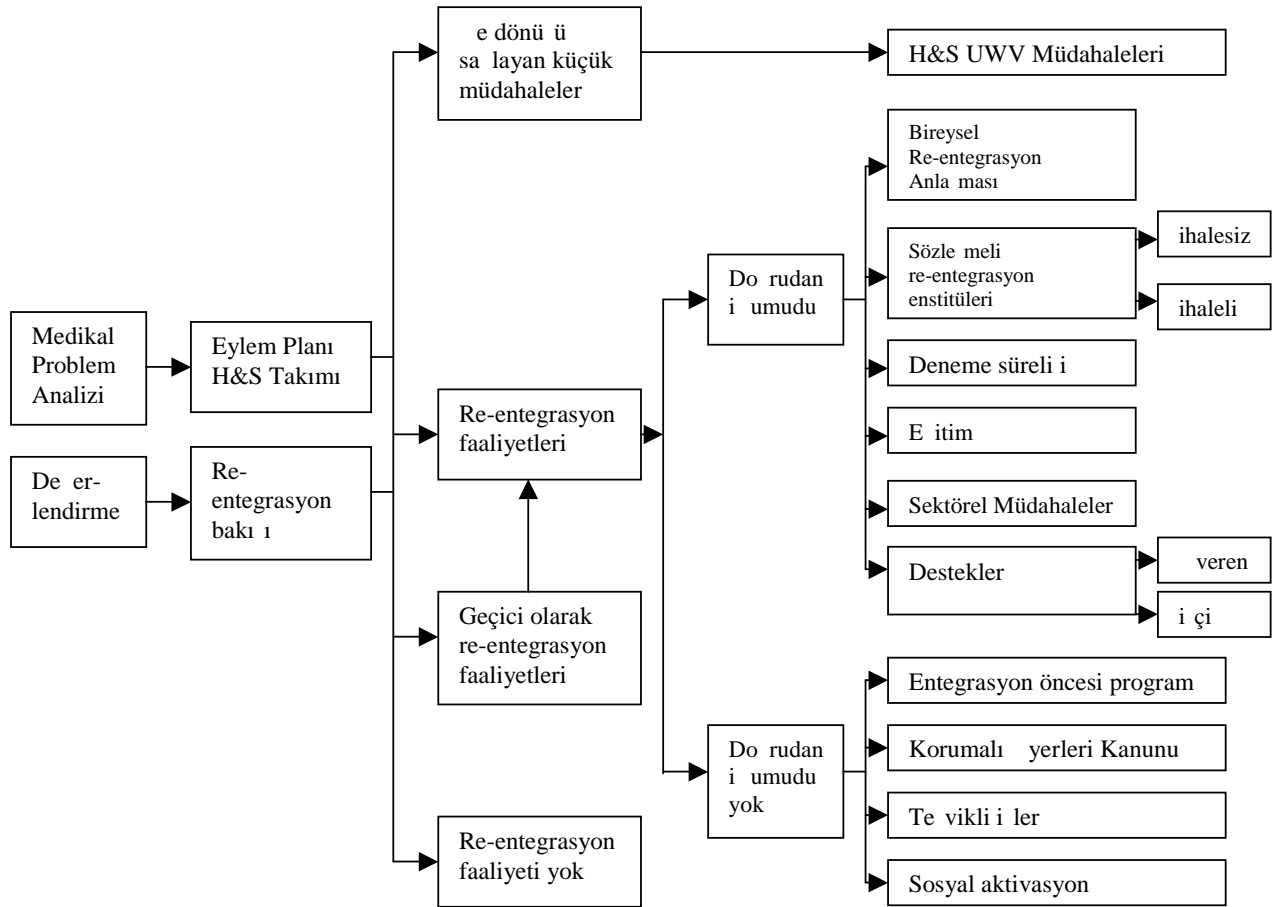 e dönü ü
sa layan küçük
müdahaleler
H&S UWV Müdahaleleri
Bireysel
Re-entegrasyon
Anla ması
Sözle meli
re-entegrasyon
enstitüleri
ihalesiz
ihaleli
Do rudan
i umudu
Medikal
Problem
Analizi
Eylem Planı
H&S Takımı
Deneme süreli i
Re-entegrasyon
faaliyetleri
E itim
De er-
lendirme
Re-
entegrasyon
bakı ı
Sektörel Müdahaleler
Destekler
veren
i çi
Geçici olarak
re-entegrasyon
faaliyetleri
Entegrasyon öncesi program
Do rudan
i umudu
yok
Korumalı yerleri Kanunu
Te vikli i ler
Re-entegrasyon
faaliyeti yok
Sosyal aktivasyon